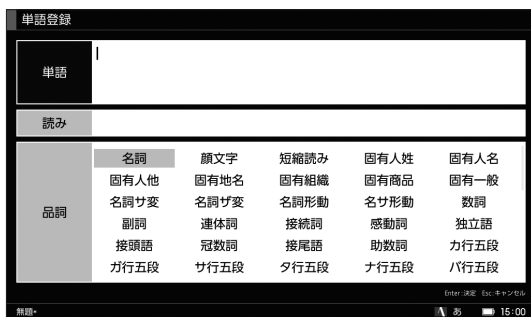 単語登録
単語
読み
品詞
名詞 顔文字 短縮読み 固有人姓 固有人名
固有人他 固有地名 固有組織 固有商品 固有一般
名詞サ変 名詞ザ変 名詞形動 名サ形動 数詞
副詞 連体詞 接続詞 感動詞 独立語
接頭語 冠数詞 接尾語 助数詞 カ行五段
ガ行五段 サ行五段 タ行五段 ナ行五段 バ行五段
Enter:決定 Esc:キャンセル
無題* A あ 15:00